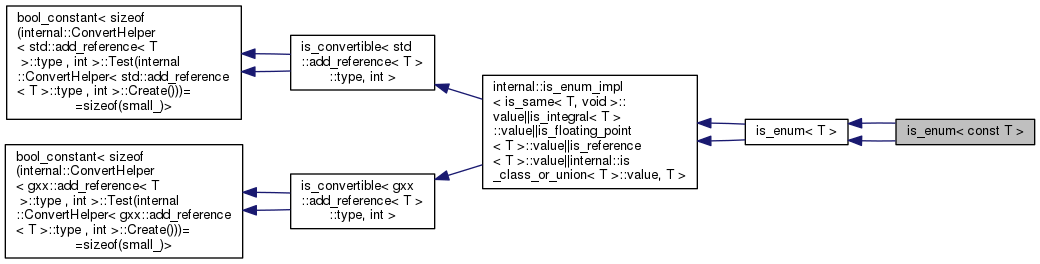 bool_constant< sizeof
(internal::ConvertHelper
< std::add_reference< T
>::type , int >::Test(internal
::ConvertHelper< std::add_reference
< T >::type , int >::Create()))=
=sizeof(small_)>
is_convertible< std
::add_reference< T >
::type, int >
internal::is_enum_impl
< is_same< T, void >::
value||is_integral< T >
::value||is_floating_point
< T >::value||is_reference
< T >::value||internal::is
_class_or_union< T >::value, T >
is_enum< T >
is_enum< const T >
bool_constant< sizeof
(internal::ConvertHelper
< gxx::add_reference< T
>::type , int >::Test(internal
::ConvertHelper< gxx::add_reference
< T >::type , int >::Create()))=
=sizeof(small_)>
is_convertible< gxx
::add_reference< T >
::type, int >